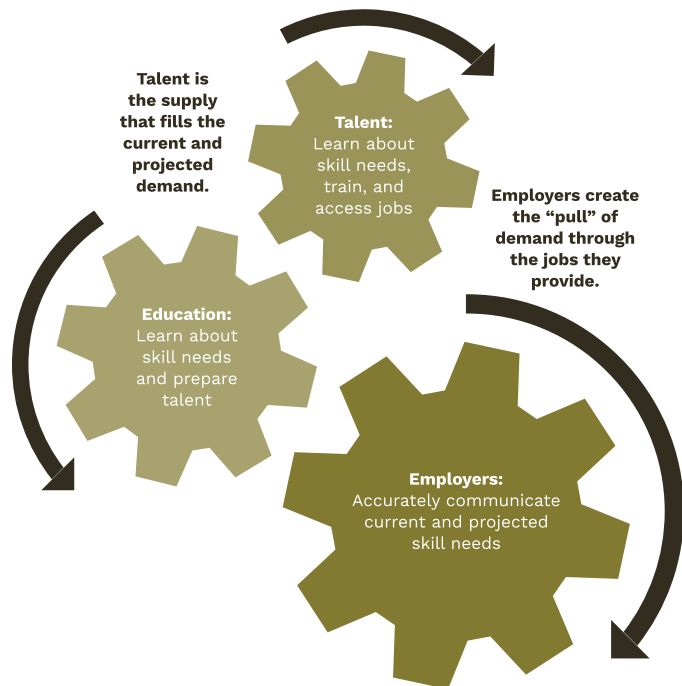 Talent is
the supply
that fills the
current and
projected
demand.
Talent:
Learn about
skill needs,
train, and
access jobs
Employers create
the “pull” of
demand through
the jobs they
provide.
Education:
Learn about
skill needs
and prepare
talent
Employers:
Accurately communicate
current and projected
skill needs